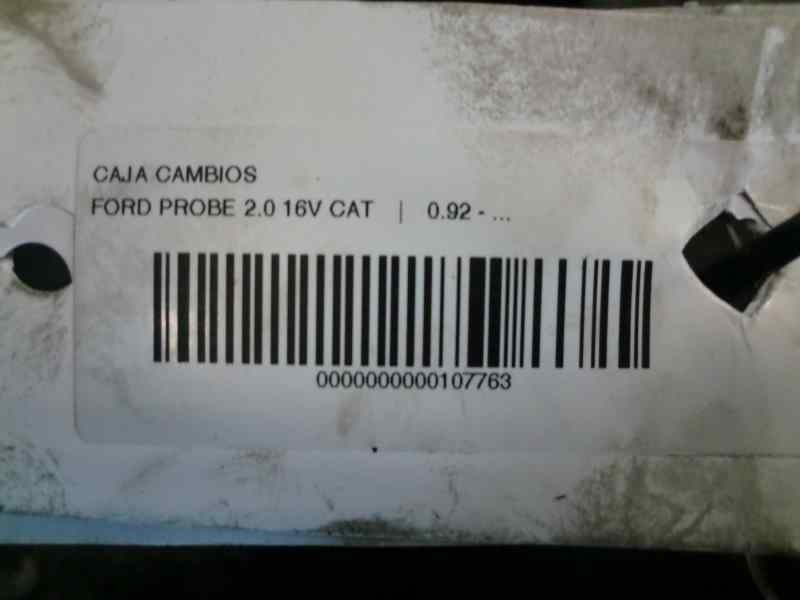 CAJA CAMBIOS
FORD PROBE 2.0 16V CAT | 0.92 - ...
0000000000107763